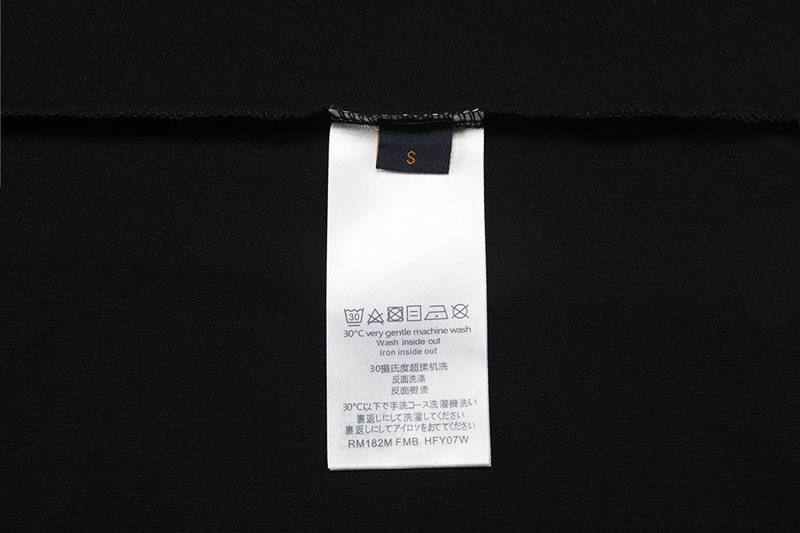 S
30
30°C very gentle machine wash
Wash inside out
Iron inside out
30摄氏度超揉机洗
反面洗涤
反面熨烫
30℃以下で手洗コース洗濯機洗い
裏返しにして洗濯してください
裏返しにしてアイロンをおててください
RM182M FMB HFY07W